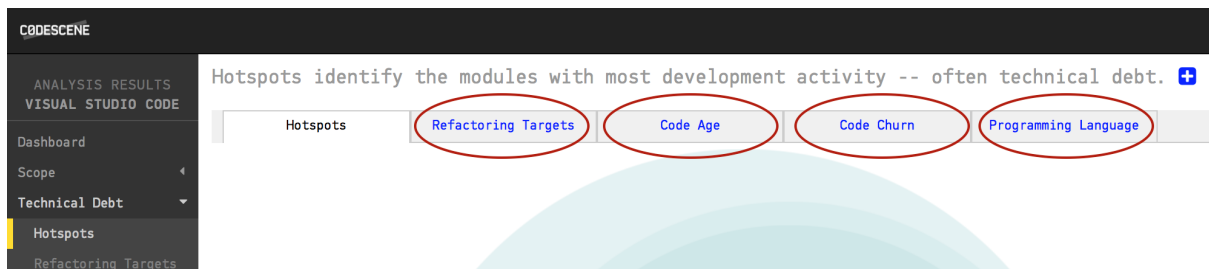 CØDESCENE
ANALYSIS RESULTS
VISUAL STUDIO CODE
Dashboard
Scope
Technical Debt
Hotspots
Refactoring Targets
Hotspots identify the modules with most development activity -- often technical debt.
Hotspots Refactoring Targets Code Age Code Churn Programming Language